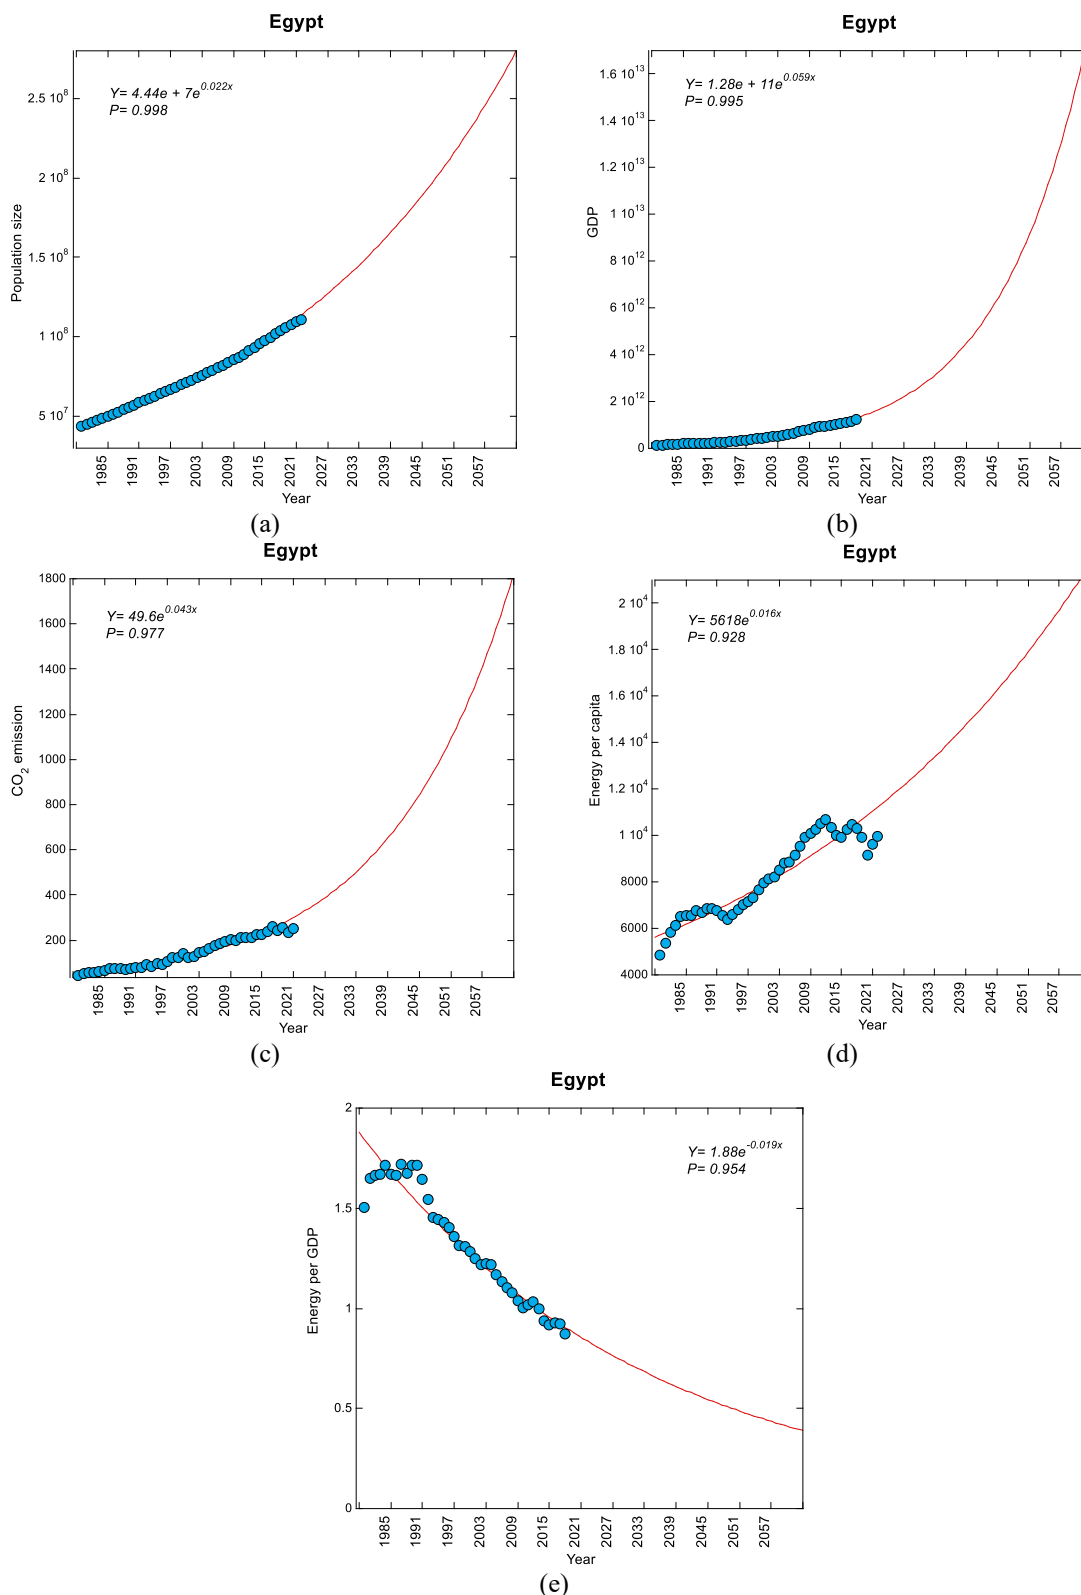 Egypt
Y= 4.44e + 7e^0.022x
P= 0.998
2.5 10^8
2 10^8
1.5 10^8
1 10^8
5 10^7
Population size
1985 1991 1997 2003 2009 2015 2021 2027 2033 2039 2045 2051 2057
Year
(a)
Egypt
Y= 1.28e + 11e^0.059x
P= 0.995
1.6 10^13
1.4 10^13
1.2 10^13
1 10^13
8 10^12
6 10^12
4 10^12
2 10^12
0
GDP
1985 1991 1997 2003 2009 2015 2021 2027 2033 2039 2045 2051 2057
Year
(b)
Egypt
Y= 49.6e^0.043x
P= 0.977
1800
1600
1400
1200
1000
800
600
400
200
CO₂ emission
1985 1991 1997 2003 2009 2015 2021 2027 2033 2039 2045 2051 2057
Year
(c)
Egypt
Y= 5618e^0.016x
P= 0.928
2 10^4
1.8 10^4
1.6 10^4
1.4 10^4
1.2 10^4
1 10^4
8000
6000
4000
Energy per capita
1985 1991 1997 2003 2009 2015 2021 2027 2033 2039 2045 2051 2057
Year
(d)
Egypt
Y= 1.88e^-0.019x
P= 0.954
2
1.5
1
0.5
0
Energy per GDP
1985 1991 1997 2003 2009 2015 2021 2027 2033 2039 2045 2051 2057
Year
(e)